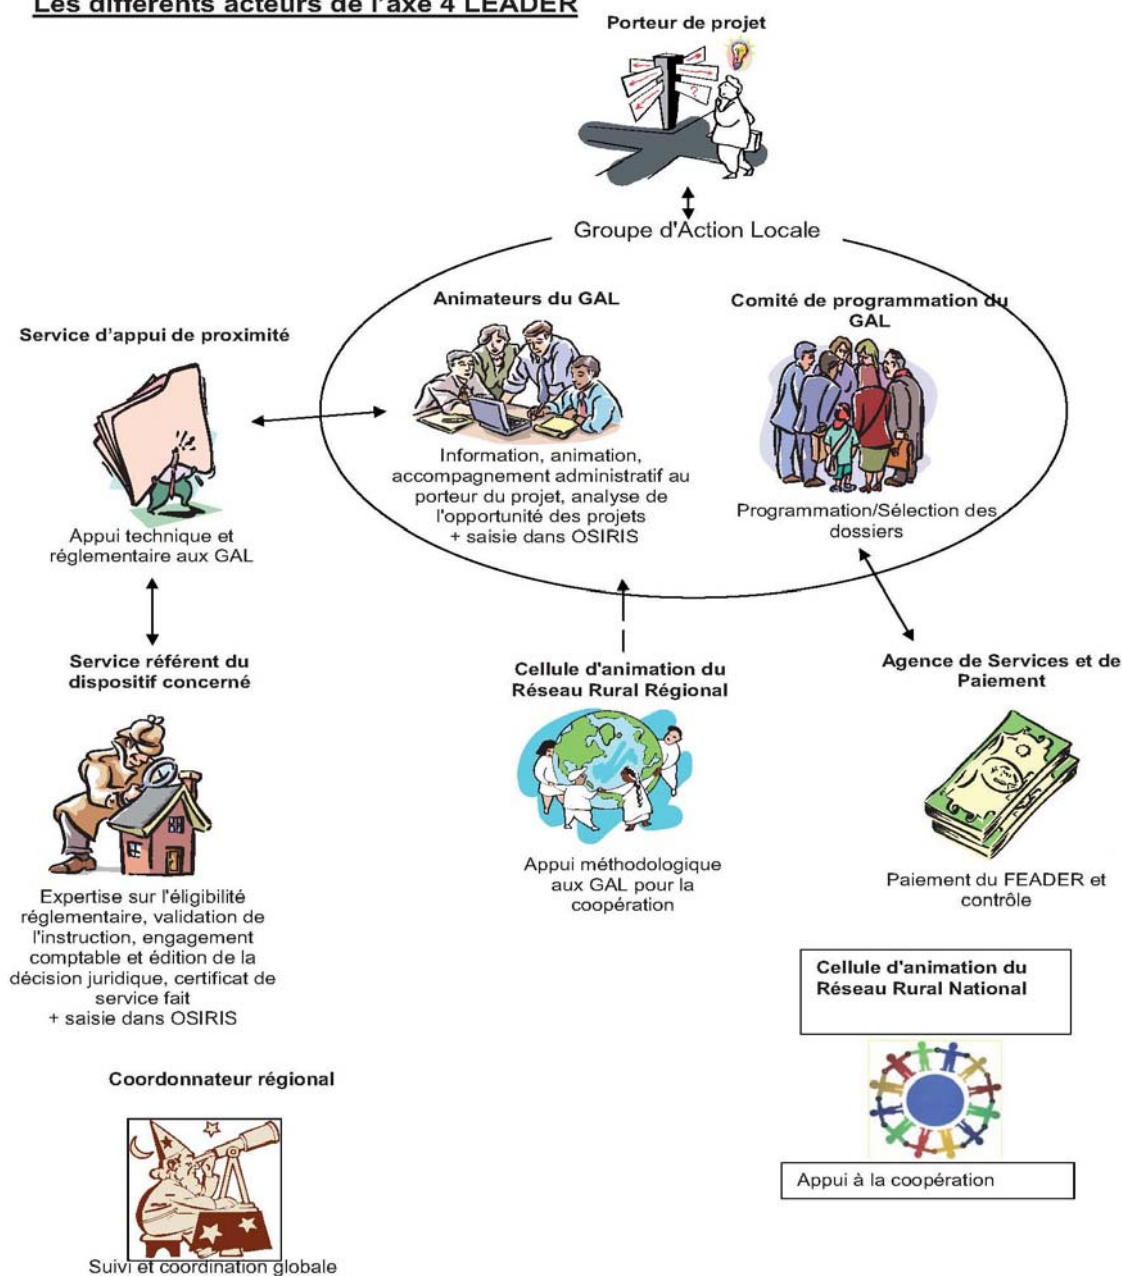 Les différents acteurs de l'axe 4 LEADER
Porteur de projet
?
Groupe d'Action Locale
Animateurs du GAL
Information, animation,
accompagnement administratif au
porteur du projet, analyse de
l'opportunité des projets
+ saisie dans OSIRIS
Comité de programmation du
GAL
Programmation/Sélection des
dossiers
Service d'appui de proximité
Appui technique et
réglementaire aux GAL
Service référent du
dispositif concerné
Expertise sur l'éligibilité
réglementaire, validation de
l'instruction, engagement
comptable et édition de la
décision juridique, certificat de
service fait
+ saisie dans OSIRIS
Cellule d'animation du
Réseau Rural Régional
Appui méthodologique
aux GAL pour la
coopération
Agence de Services et de
Paiement
Paiement du FEADER et
contrôle
Cellule d'animation du
Réseau Rural National
Appui à la coopération
Coordonnateur régional
Suivi et coordination globale